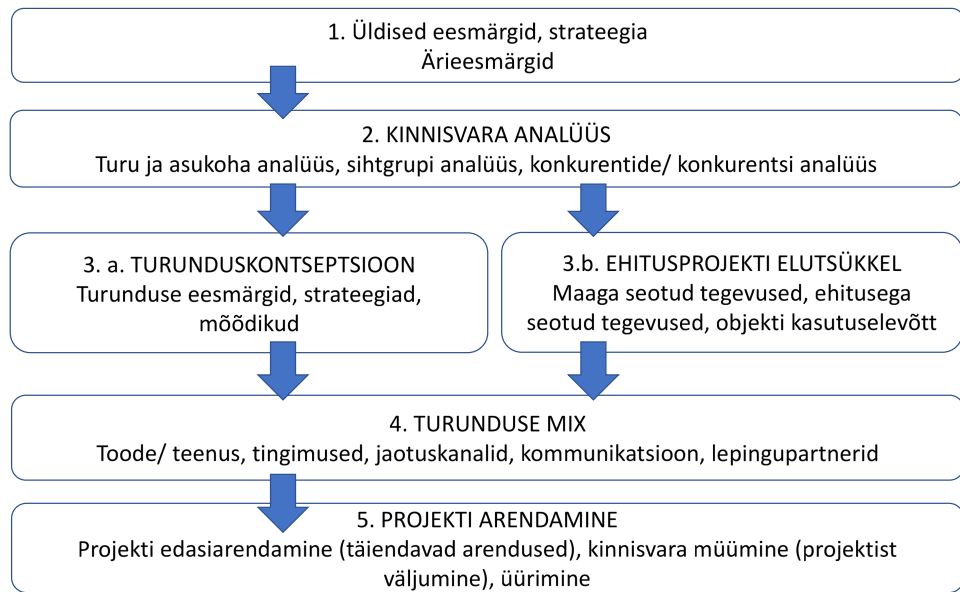 1. Üldised eesmärgid, strateegia
Ärieesmärgid
2. KINNISVARA ANALÜÜS
Turu ja asukoha analüüs, sihtgrupi analüüs, konkurentide/ konkurentsi analüüs
3. a. TURUNDUSKONTSEPTSIOON
Turunduse eesmärgid, strateegiad,
mõõdikud
3.b. EHITUSPROJEKTI ELUTSÜKKEL
Maaga seotud tegevused, ehitusega
seotud tegevused, objekti kasutuselevõtt
4. TURUNDUSE MIX
Toode/ teenus, tingimused, jaotuskanalid, kommunikatsioon, lepingupartnerid
5. PROJEKTI ARENDAMINE
Projekti edasiarendamine (täiendavad arendused), kinnisvara müümine (projektist
väljumine), üürimine